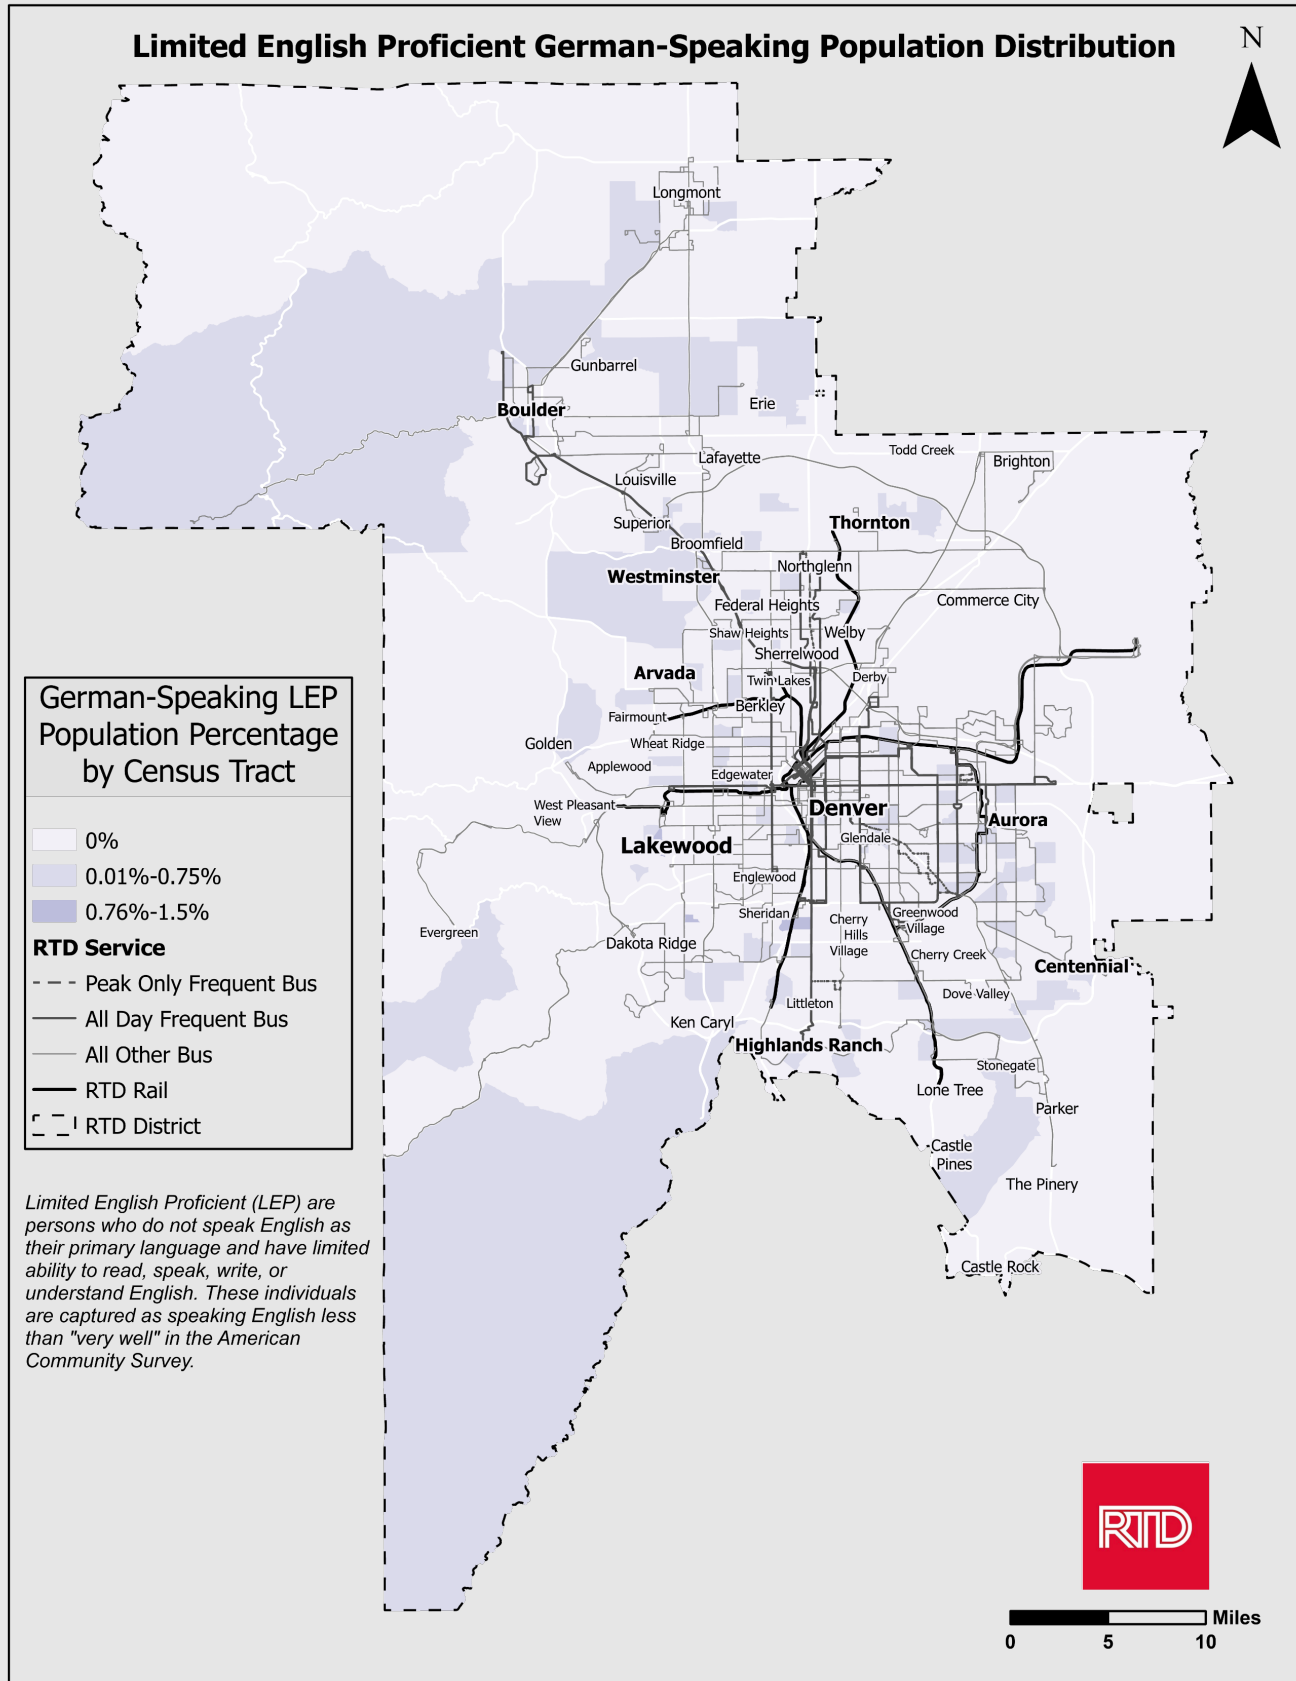 Limited English Proficient German-Speaking Population Distribution
N
Longmont
Gunbarrel
Boulder
Erie
Lafayette
Todd Creek
Brighton
Louisville
Superior
Thornton
Broomfield
Northglenn
Westminster
Federal Heights
Commerce City
Shaw Heights
Welby
Sherrelwood
Arvada
Twin Lakes
Derby
Berkley
Fairmount
Golden
Wheat Ridge
Applewood
Edgewater
West Pleasant
View
Denver
Aurora
Lakewood
Glendale
Englewood
Sheridan
Cherry
Hills
Village
Greenwood
Village
Evergreen
Dakota Ridge
Cherry Creek
Centennial
Littleton
Dove Valley
Ken Caryl
Highlands Ranch
Stonegate
Lone Tree
Parker
Castle
Pines
The Pinery
Castle Rock
German-Speaking LEP
Population Percentage
by Census Tract
0%
0.01%-0.75%
0.76%-1.5%
RTD Service
Peak Only Frequent Bus
All Day Frequent Bus
All Other Bus
RTD Rail
RTD District
Limited English Proficient (LEP) are
persons who do not speak English as
their primary language and have limited
ability to read, speak, write, or
understand English. These individuals
are captured as speaking English less
than "very well" in the American
Community Survey.
RTD
Miles
0 5 10